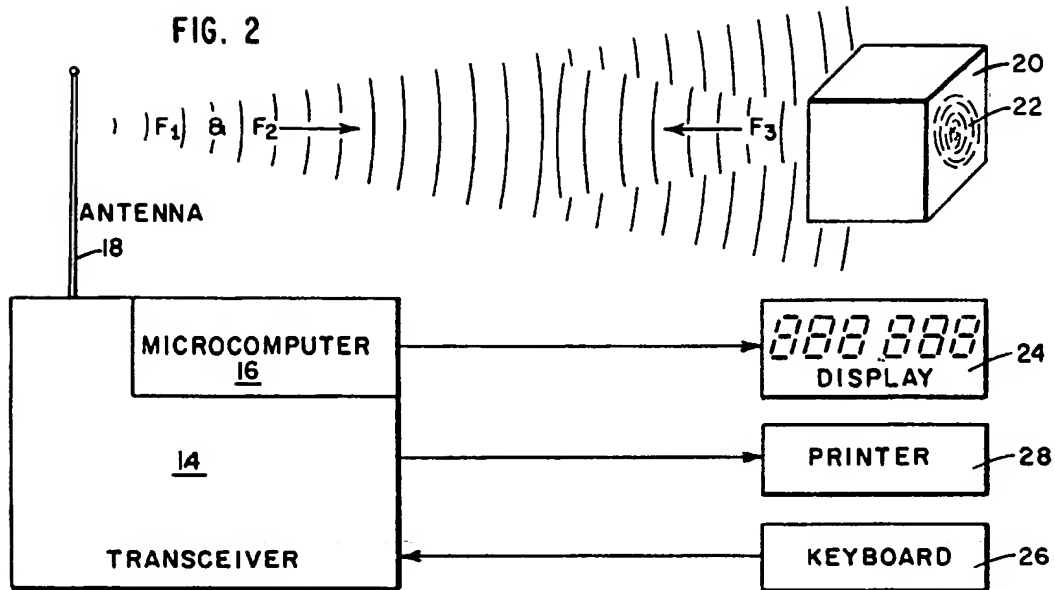 FIG. 2
F1 & F2
F3
20
22
ANTENNA
18
MICROCOMPUTER
16
888.888
DISPLAY
24
14
PRINTER
28
TRANSCEIVER
KEYBOARD
26